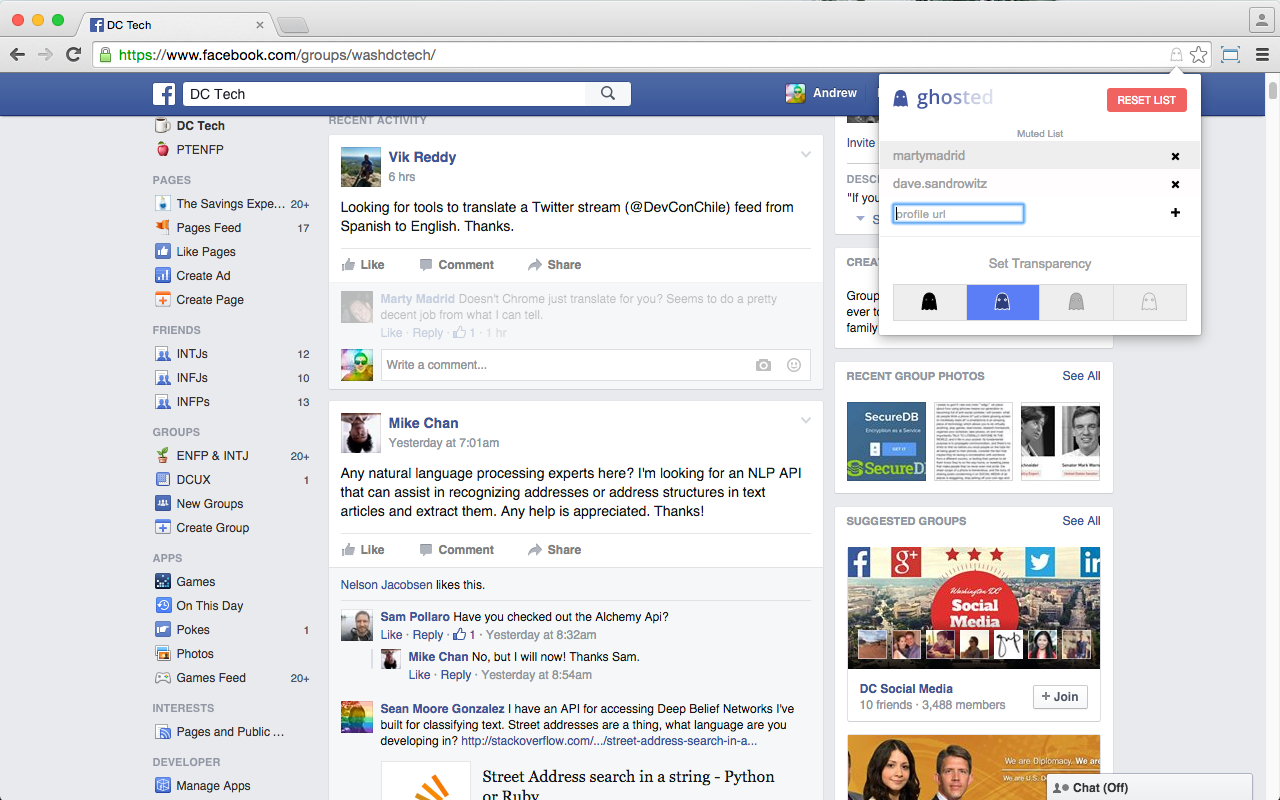 DC Tech
https://www.facebook.com/groups/washdctech/
DC Tech
Andrew
DC Tech
PTENFP
PAGES
The Savings Expe... 20+
Pages Feed 17
Like Pages
Create Ad
Create Page
FRIENDS
INTJs 12
INFJs 10
INFPs 13
GROUPS
ENFP & INTJ 20+
DCUX 1
New Groups
Create Group
APPS
Games
On This Day
Pokes 1
Photos
Games Feed 20+
INTERESTS
Pages and Public ...
DEVELOPER
Manage Apps
RECENT ACTIVITY
Vik Reddy
6 hrs
Looking for tools to translate a Twitter stream (@DevConChile) feed from
Spanish to English. Thanks.
Like Comment Share
Marty Madrid Doesn't Chrome just translate for you? Seems to do a pretty
decent job from what I can tell.
Like · Reply · 1 · 1 hr
Write a comment...
Mike Chan
Yesterday at 7:01am
Any natural language processing experts here? I'm looking for an NLP API
that can assist in recognizing addresses or address structures in text
articles and extract them. Any help is appreciated. Thanks!
Like Comment Share
Nelson Jacobsen likes this.
Sam Pollaro Have you checked out the Alchemy Api?
Like · Reply · 1 · Yesterday at 8:32am
Mike Chan No, but I will now! Thanks Sam.
Like · Reply · Yesterday at 8:54am
Sean Moore Gonzalez I have an API for accessing Deep Belief Networks I've
built for classifying text. Street addresses are a thing, what language are you
developing in? http://stackoverflow.com/.../street-address-search-in-a...
Street Address search in a string - Python
or Ruby
ghosted
RESET LIST
Muted List
martymadrid
dave.sandrowitz
profile url
Set Transparency
Invite
DESC
"If you
S
CREA
Group
ever to
family
RECENT GROUP PHOTOS See All
SecureDB
Encryption as a Service
GET IT
SecureD
chneider
Senator Mark Warn
United States Senator
SUGGESTED GROUPS See All
Washington DC
Social
Media
gup
DC Social Media
10 friends · 3,488 members
+ Join
We are Diplomacy. We are
We are U.S. D
Chat (Off)